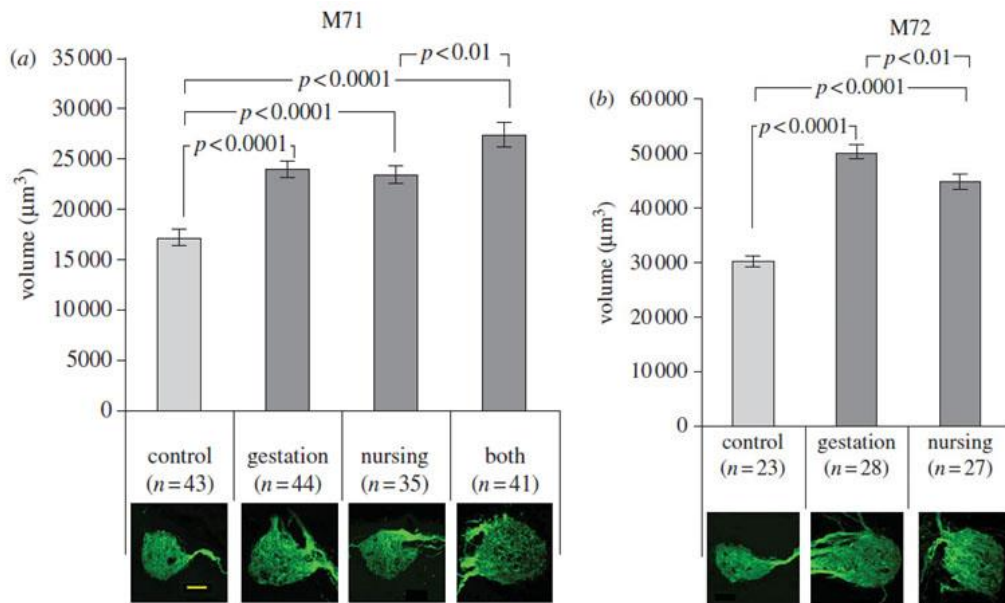 M71
(a)
35 000
30 000
25 000
20 000
15 000
10 000
5000
0
volume (μm³)
p<0.01
p<0.0001
p<0.0001
p<0.0001
control
(n=43)
gestation
(n=44)
nursing
(n=35)
both
(n=41)
M72
(b)
60 000
50 000
40 000
30 000
20 000
10 000
0
volume (μm³)
p<0.01
p<0.0001
p<0.0001
control
(n=23)
gestation
(n=28)
nursing
(n=27)